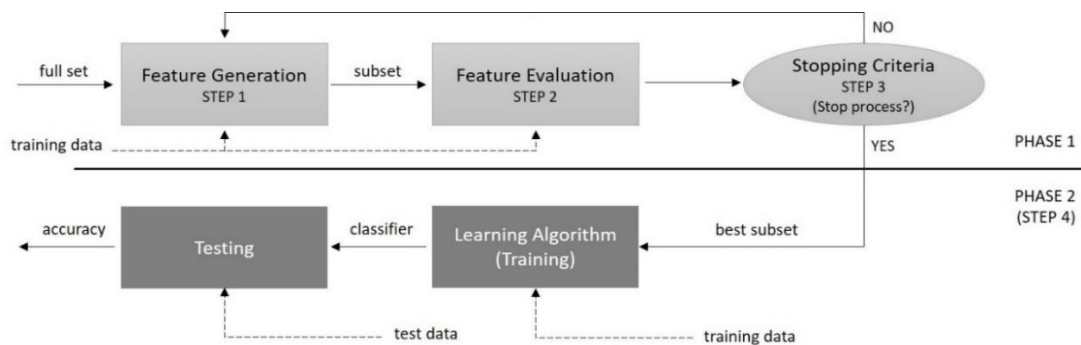 NO
full set
Feature Generation
STEP 1
subset
Feature Evaluation
STEP 2
Stopping Criteria
STEP 3
(Stop process?)
training data
YES
PHASE 1
PHASE 2
(STEP 4)
accuracy
Testing
classifier
Learning Algorithm
(Training)
best subset
test data
training data